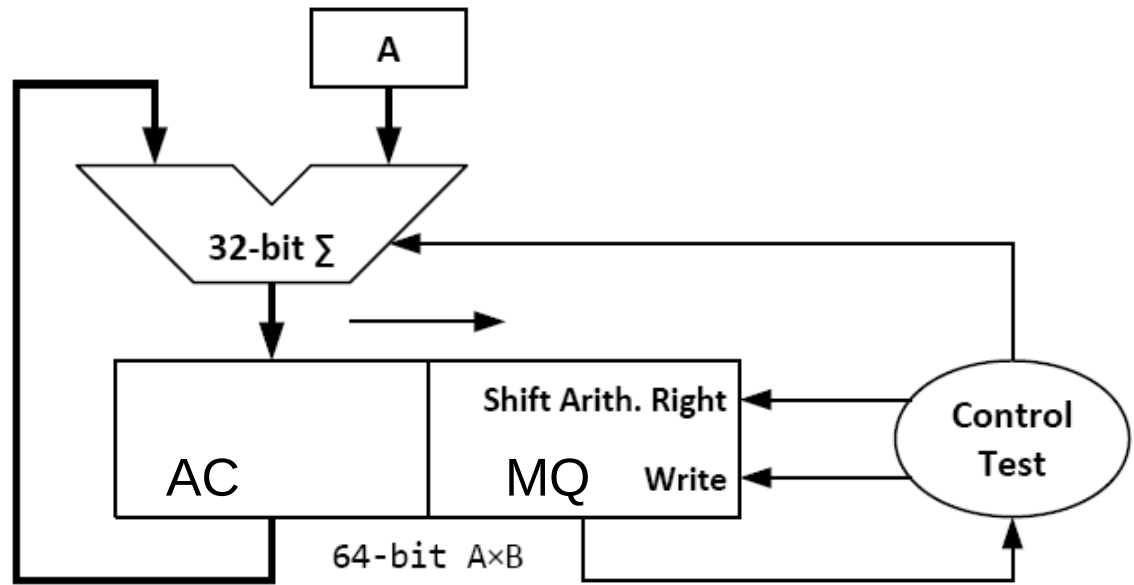 A
32-bit ∑
Shift Arith. Right
Control
Test
AC
MQ
Write
64-bit A×B